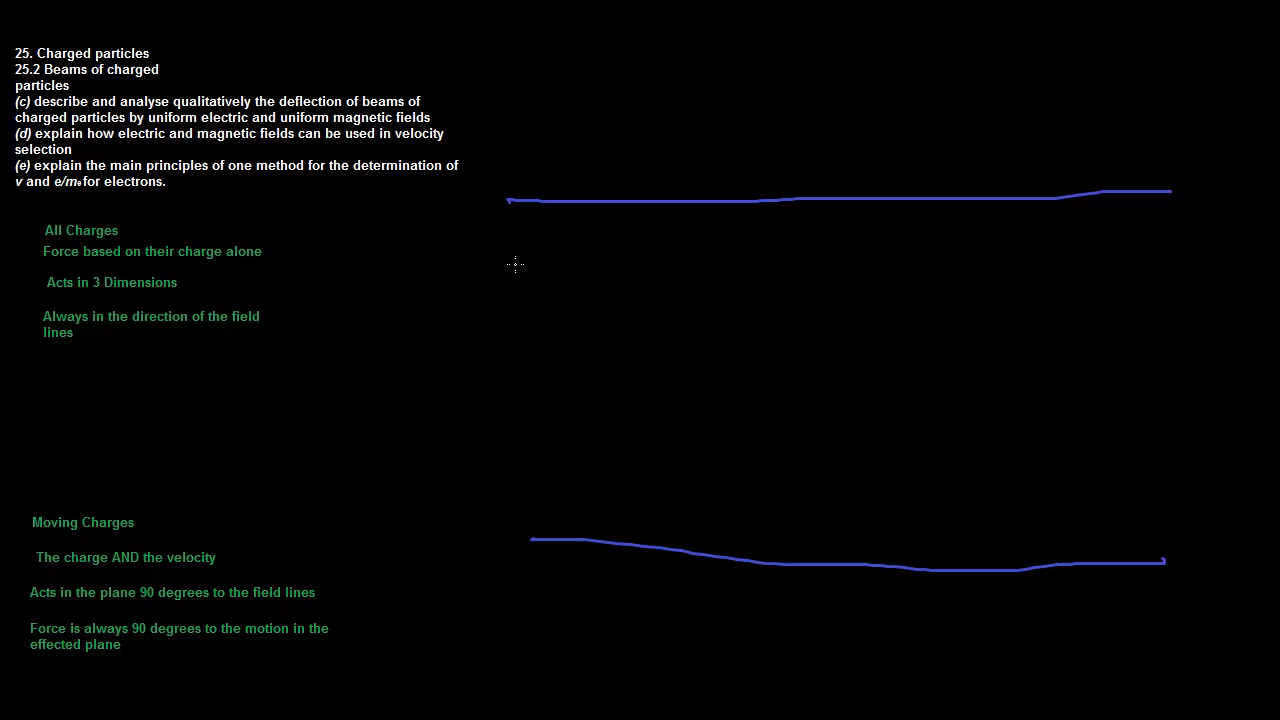 25. Charged particles
25.2 Beams of charged
particles
(c) describe and analyse qualitatively the deflection of beams of
charged particles by uniform electric and uniform magnetic fields
(d) explain how electric and magnetic fields can be used in velocity
selection
(e) explain the main principles of one method for the determination of
v and e/mₑ for electrons.
All Charges
Force based on their charge alone
Acts in 3 Dimensions
Always in the direction of the field
lines
Moving Charges
The charge AND the velocity
Acts in the plane 90 degrees to the field lines
Force is always 90 degrees to the motion in the
effected plane